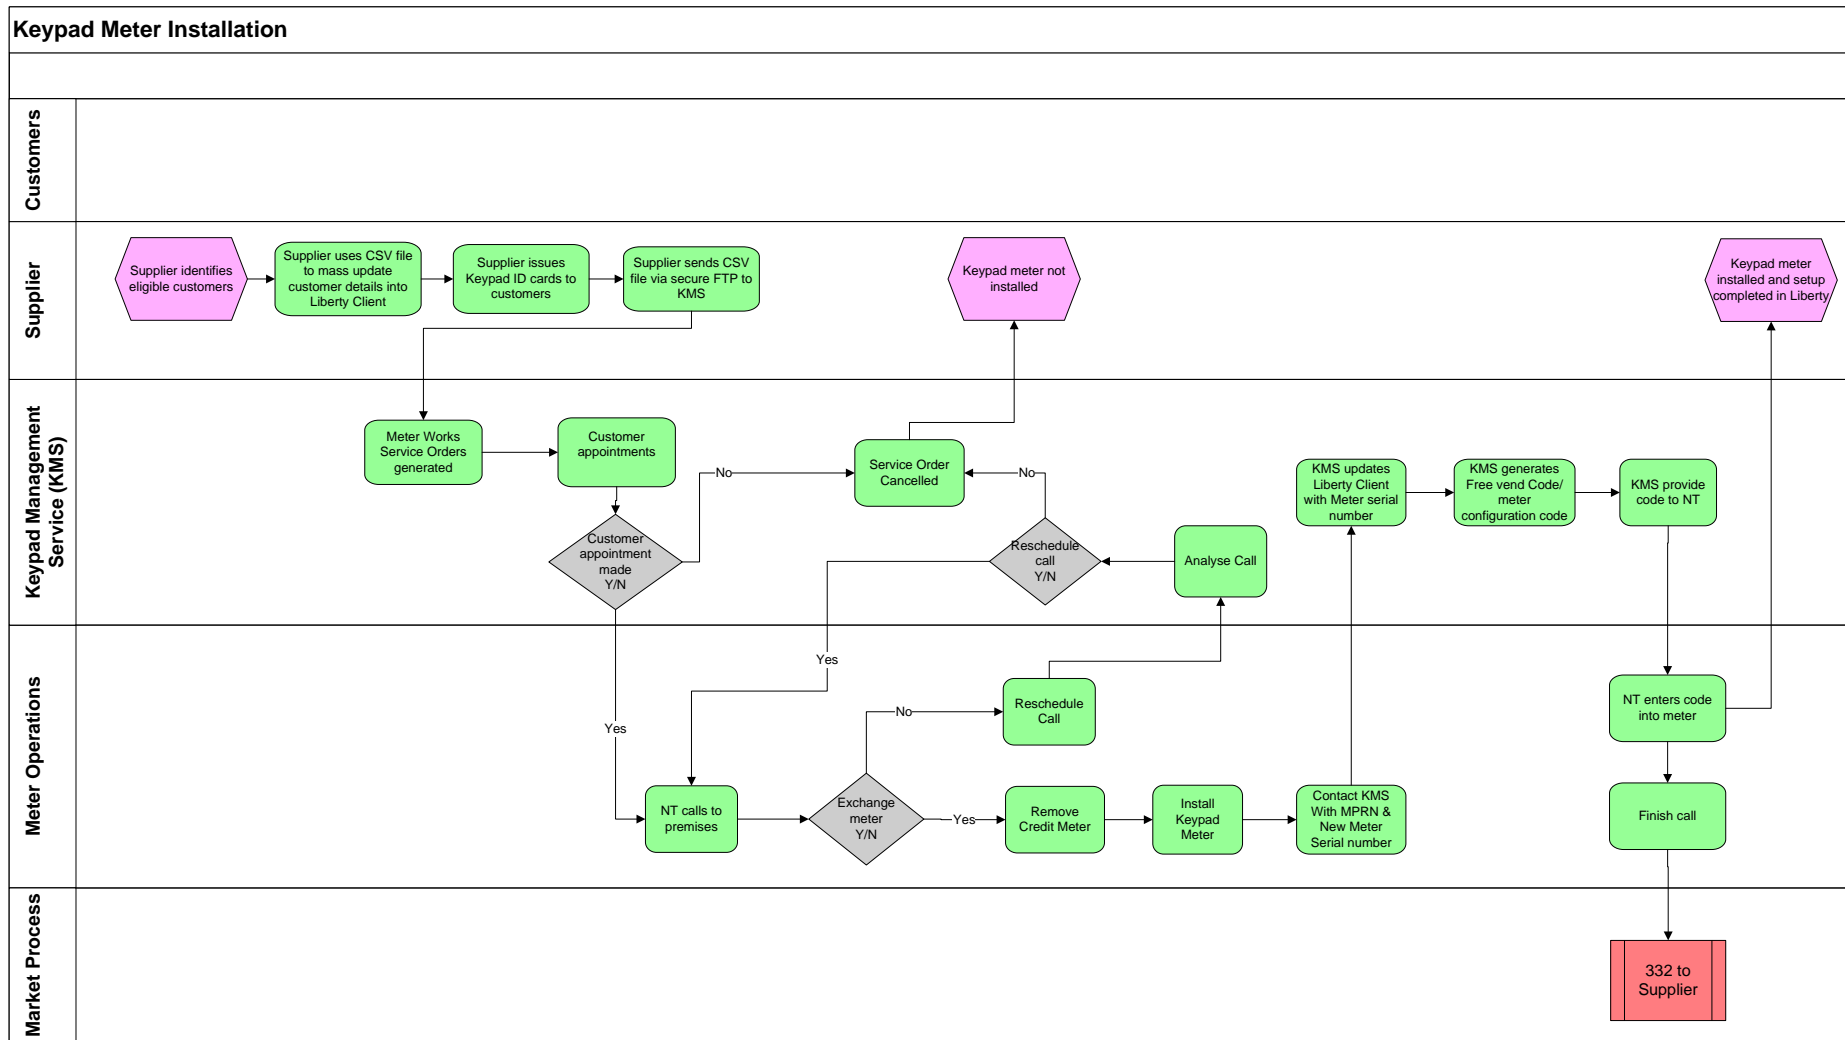 Keypad Meter Installation
Customers
Supplier
Supplier identifies
eligible customers
Supplier uses CSV file
to mass update
customer details into
Liberty Client
Supplier issues
Keypad ID cards to
customers
Supplier sends CSV
file via secure FTP to
KMS
Keypad meter not
installed
Keypad meter
installed and setup
completed in Liberty
Keypad Management
Service (KMS)
Meter Works
Service Orders
generated
Customer
appointments
Customer
appointment
made
Y/N
No
Service Order
Cancelled
No
Reschedule
call
Y/N
Analyse Call
KMS updates
Liberty Client
with Meter serial
number
KMS generates
Free vend Code/
meter
configuration code
KMS provide
code to NT
Meter Operations
Yes
Yes
NT calls to
premises
Exchange
meter
Y/N
No
Reschedule
Call
Yes
Remove
Credit Meter
Install
Keypad
Meter
Contact KMS
With MPRN &
New Meter
Serial number
NT enters code
into meter
Finish call
Market Process
332 to
Supplier